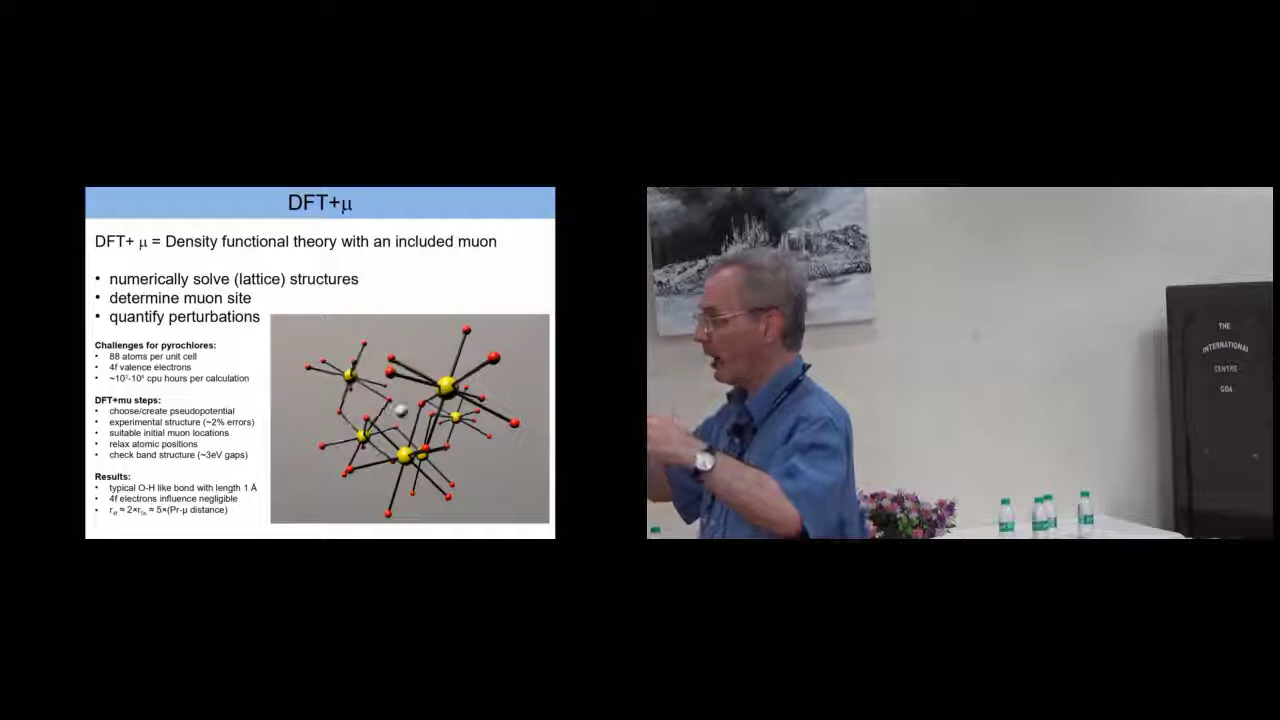 DFT+μ
DFT+ μ = Density functional theory with an included muon
• numerically solve (lattice) structures
• determine muon site
• quantify perturbations
Challenges for pyrochlores:
• 88 atoms per unit cell
• 4f valence electrons
cpu hours per calculation
DFT+mu steps:
• choose/create pseudopotential
• experimental structure (~2% errors)
• suitable initial muon locations
• relax atomic positions
• check band structure (~3eV gaps)
Results:
• typical O-H like bond with length 1 Å
• 4f electrons influence negligible
≈ 5×(Pr-μ distance)
THE
INTERNATIONAL
CENTRE
GOA